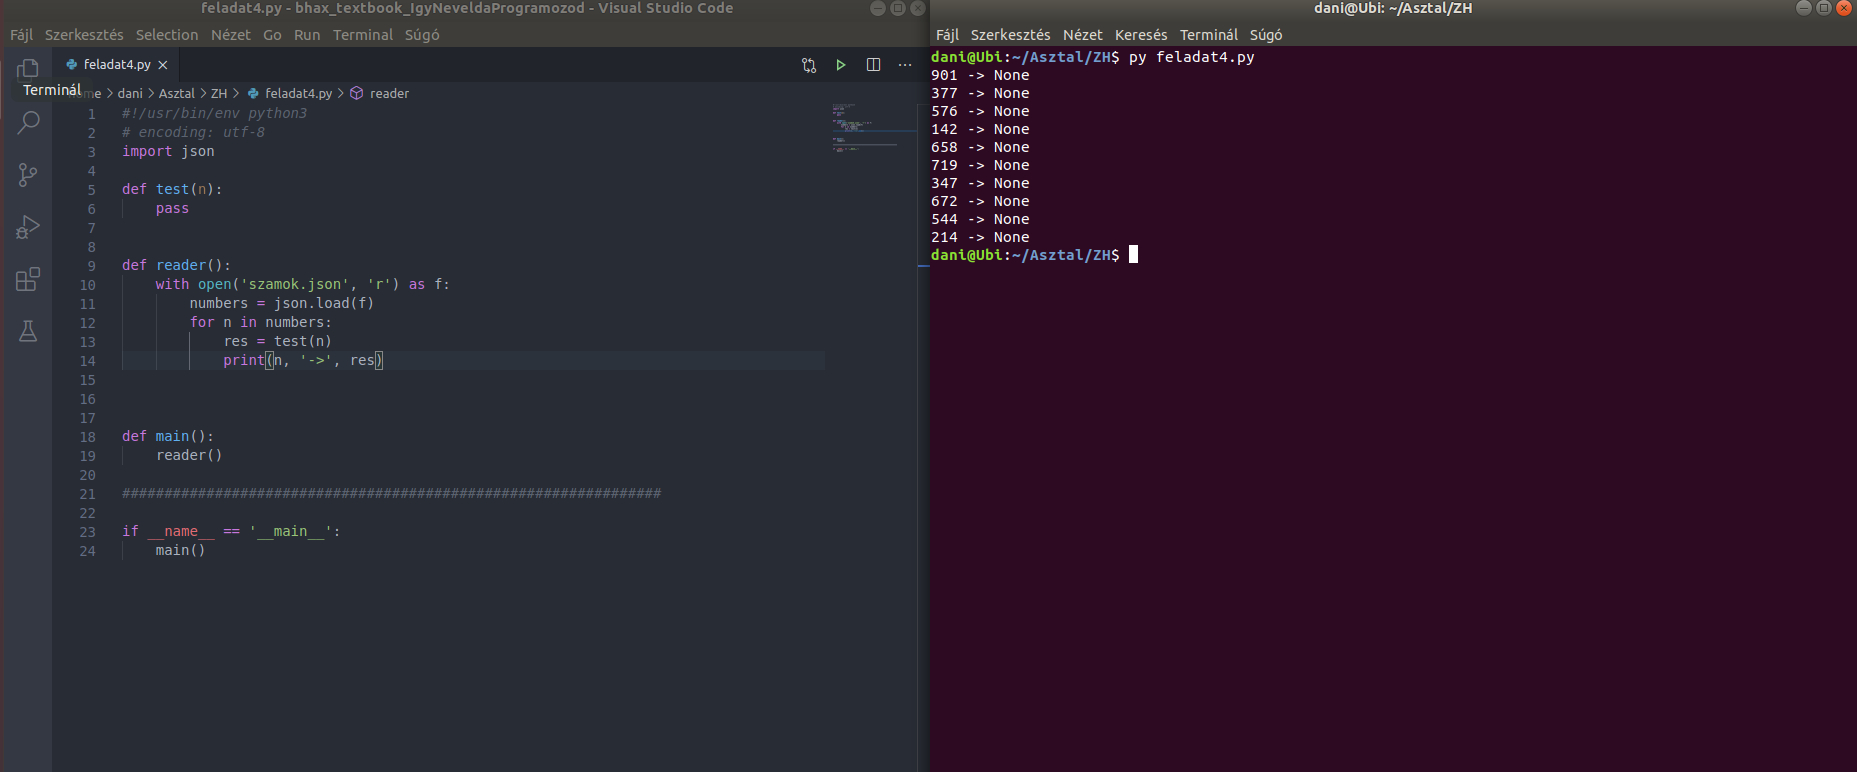 feladat4.py - bhax_textbook_IgyNeveldaProgramozod - Visual Studio Code
Fájl Szerkesztés Selection Nézet Go Run Terminal Súgó
feladat4.py
Terminál
home > dani > Asztal > ZH > feladat4.py > reader
1 #!/usr/bin/env python3
2 # encoding: utf-8
3 import json
4
5 def test(n):
6     pass
7
8
9 def reader():
10     with open('szamok.json', 'r') as f:
11         numbers = json.load(f)
12         for n in numbers:
13             res = test(n)
14             print(n, '->', res)
15
16
17
18 def main():
19     reader()
20
21 ################################################################
22
23 if __name__ == '__main__':
24     main()
dani@Ubi: ~/Asztal/ZH
Fájl Szerkesztés Nézet Keresés Terminál Súgó
dani@Ubi:~/Asztal/ZH$ py feladat4.py
901 -> None
377 -> None
576 -> None
142 -> None
658 -> None
719 -> None
347 -> None
672 -> None
544 -> None
214 -> None
dani@Ubi:~/Asztal/ZH$